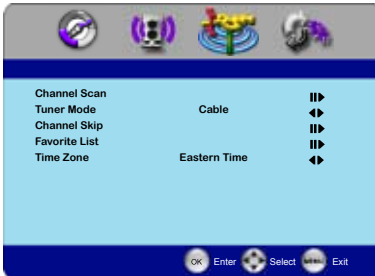 Channel Scan
Tuner Mode Cable
Channel Skip
Favorite List
Time Zone Eastern Time
OK Enter Select MENU Exit